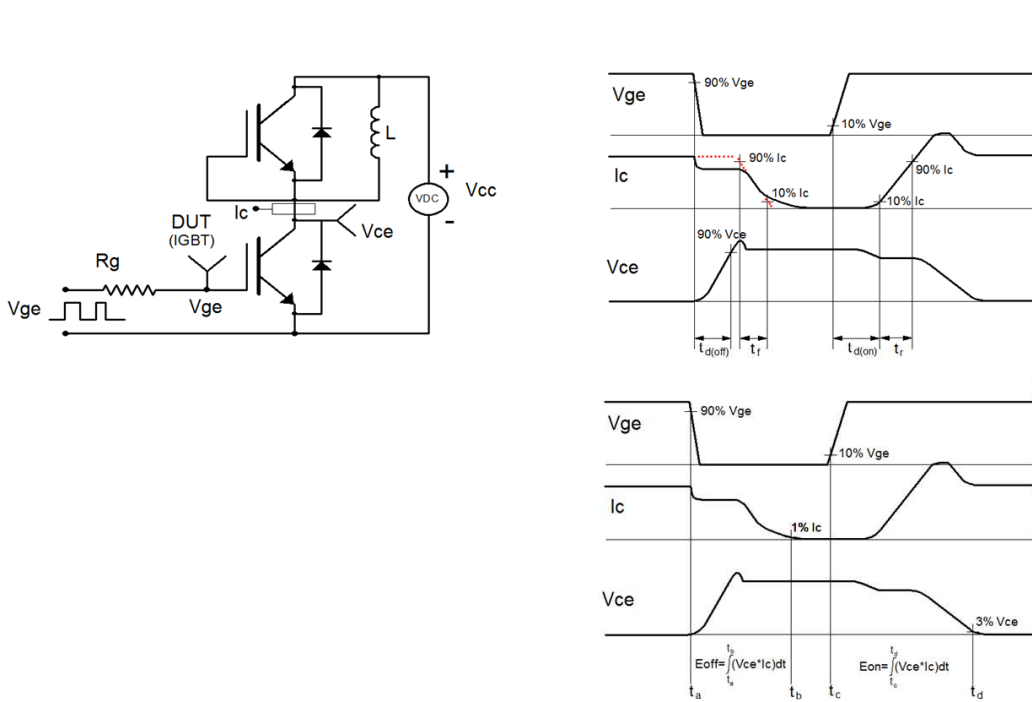 L
+
VDC
Vcc
-
Ic
DUT
(IGBT)
Vce
Rg
Vge
Vge
Vge
90% Vge
10% Vge
Ic
90% Ic
10% Ic
90% Ic
10% Ic
Vce
90% Vce
td(off)
tf
td(on)
tr
Vge
90% Vge
10% Vge
Ic
1% Ic
Vce
3% Vce
Eoff=∫(Vce*Ic)dt
tb
ta
Eon=∫(Vce*Ic)dt
td
tc
ta
tb
tc
td